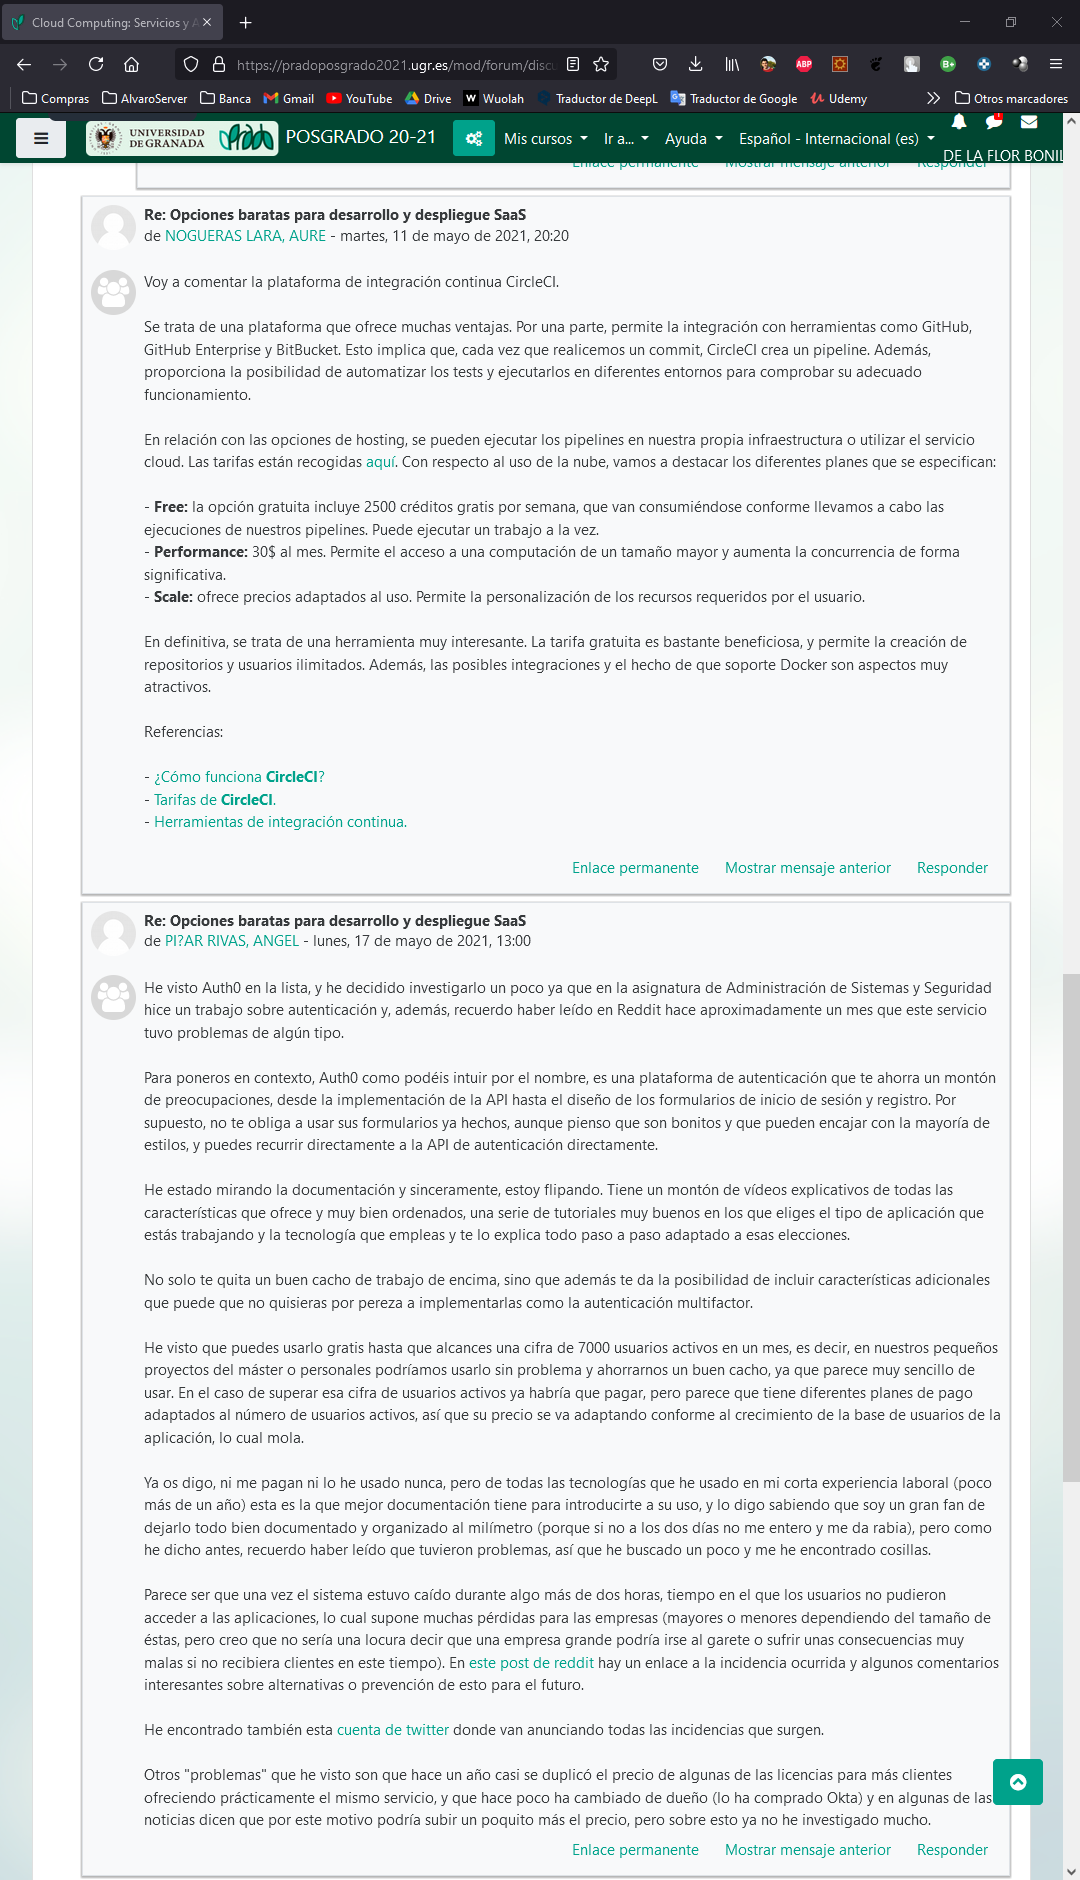 Cloud Computing: Servicios y A
https://pradoposgrado2021.ugr.es/mod/forum/discu
ABP
B+
Compras
AlvaroServer
Banca
Gmail
YouTube
Drive
Wuolah
Traductor de DeepL
Traductor de Google
Udemy
Otros marcadores
UNIVERSIDAD
DE GRANADA
POSGRADO 20-21
Mis cursos
Ir a...
Ayuda
Español - Internacional (es)
DE LA FLOR BONIL
Enlace permanente Mostrar mensaje anterior Responder
Re: Opciones baratas para desarrollo y despliegue SaaS
de NOGUERAS LARA, AURE - martes, 11 de mayo de 2021, 20:20
Voy a comentar la plataforma de integración continua CircleCI.
Se trata de una plataforma que ofrece muchas ventajas. Por una parte, permite la integración con herramientas como GitHub,
GitHub Enterprise y BitBucket. Esto implica que, cada vez que realicemos un commit, CircleCI crea un pipeline. Además,
proporciona la posibilidad de automatizar los tests y ejecutarlos en diferentes entornos para comprobar su adecuado
funcionamiento.
En relación con las opciones de hosting, se pueden ejecutar los pipelines en nuestra propia infraestructura o utilizar el servicio
cloud. Las tarifas están recogidas aquí. Con respecto al uso de la nube, vamos a destacar los diferentes planes que se especifican:
- Free: la opción gratuita incluye 2500 créditos gratis por semana, que van consumiéndose conforme llevamos a cabo las
ejecuciones de nuestros pipelines. Puede ejecutar un trabajo a la vez.
- Performance: 30$ al mes. Permite el acceso a una computación de un tamaño mayor y aumenta la concurrencia de forma
significativa.
- Scale: ofrece precios adaptados al uso. Permite la personalización de los recursos requeridos por el usuario.
En definitiva, se trata de una herramienta muy interesante. La tarifa gratuita es bastante beneficiosa, y permite la creación de
repositorios y usuarios ilimitados. Además, las posibles integraciones y el hecho de que soporte Docker son aspectos muy
atractivos.
Referencias:
- ¿Cómo funciona CircleCI?
- Tarifas de CircleCI.
- Herramientas de integración continua.
Enlace permanente Mostrar mensaje anterior Responder
Re: Opciones baratas para desarrollo y despliegue SaaS
de PI?AR RIVAS, ANGEL - lunes, 17 de mayo de 2021, 13:00
He visto Auth0 en la lista, y he decidido investigarlo un poco ya que en la asignatura de Administración de Sistemas y Seguridad
hice un trabajo sobre autenticación y, además, recuerdo haber leído en Reddit hace aproximadamente un mes que este servicio
tuvo problemas de algún tipo.
Para poneros en contexto, Auth0 como podéis intuir por el nombre, es una plataforma de autenticación que te ahorra un montón
de preocupaciones, desde la implementación de la API hasta el diseño de los formularios de inicio de sesión y registro. Por
supuesto, no te obliga a usar sus formularios ya hechos, aunque pienso que son bonitos y que pueden encajar con la mayoría de
estilos, y puedes recurrir directamente a la API de autenticación directamente.
He estado mirando la documentación y sinceramente, estoy flipando. Tiene un montón de vídeos explicativos de todas las
características que ofrece y muy bien ordenados, una serie de tutoriales muy buenos en los que eliges el tipo de aplicación que
estás trabajando y la tecnología que empleas y te lo explica todo paso a paso adaptado a esas elecciones.
No solo te quita un buen cacho de trabajo de encima, sino que además te da la posibilidad de incluir características adicionales
que puede que no quisieras por pereza a implementarlas como la autenticación multifactor.
He visto que puedes usarlo gratis hasta que alcances una cifra de 7000 usuarios activos en un mes, es decir, en nuestros pequeños
proyectos del máster o personales podríamos usarlo sin problema y ahorrarnos un buen cacho, ya que parece muy sencillo de
usar. En el caso de superar esa cifra de usuarios activos ya habría que pagar, pero parece que tiene diferentes planes de pago
adaptados al número de usuarios activos, así que su precio se va adaptando conforme al crecimiento de la base de usuarios de la
aplicación, lo cual mola.
Ya os digo, ni me pagan ni lo he usado nunca, pero de todas las tecnologías que he usado en mi corta experiencia laboral (poco
más de un año) esta es la que mejor documentación tiene para introducirte a su uso, y lo digo sabiendo que soy un gran fan de
dejarlo todo bien documentado y organizado al milímetro (porque si no a los dos días no me entero y me da rabia), pero como
he dicho antes, recuerdo haber leído que tuvieron problemas, así que he buscado un poco y me he encontrado cosillas.
Parece ser que una vez el sistema estuvo caído durante algo más de dos horas, tiempo en el que los usuarios no pudieron
acceder a las aplicaciones, lo cual supone muchas pérdidas para las empresas (mayores o menores dependiendo del tamaño de
éstas, pero creo que no sería una locura decir que una empresa grande podría irse al garete o sufrir unas consecuencias muy
malas si no recibiera clientes en este tiempo). En este post de reddit hay un enlace a la incidencia ocurrida y algunos comentarios
interesantes sobre alternativas o prevención de esto para el futuro.
He encontrado también esta cuenta de twitter donde van anunciando todas las incidencias que surgen.
Otros "problemas" que he visto son que hace un año casi se duplicó el precio de algunas de las licencias para más clientes
ofreciendo prácticamente el mismo servicio, y que hace poco ha cambiado de dueño (lo ha comprado Okta) y en algunas de las
noticias dicen que por este motivo podría subir un poquito más el precio, pero sobre esto ya no he investigado mucho.
Enlace permanente Mostrar mensaje anterior Responder